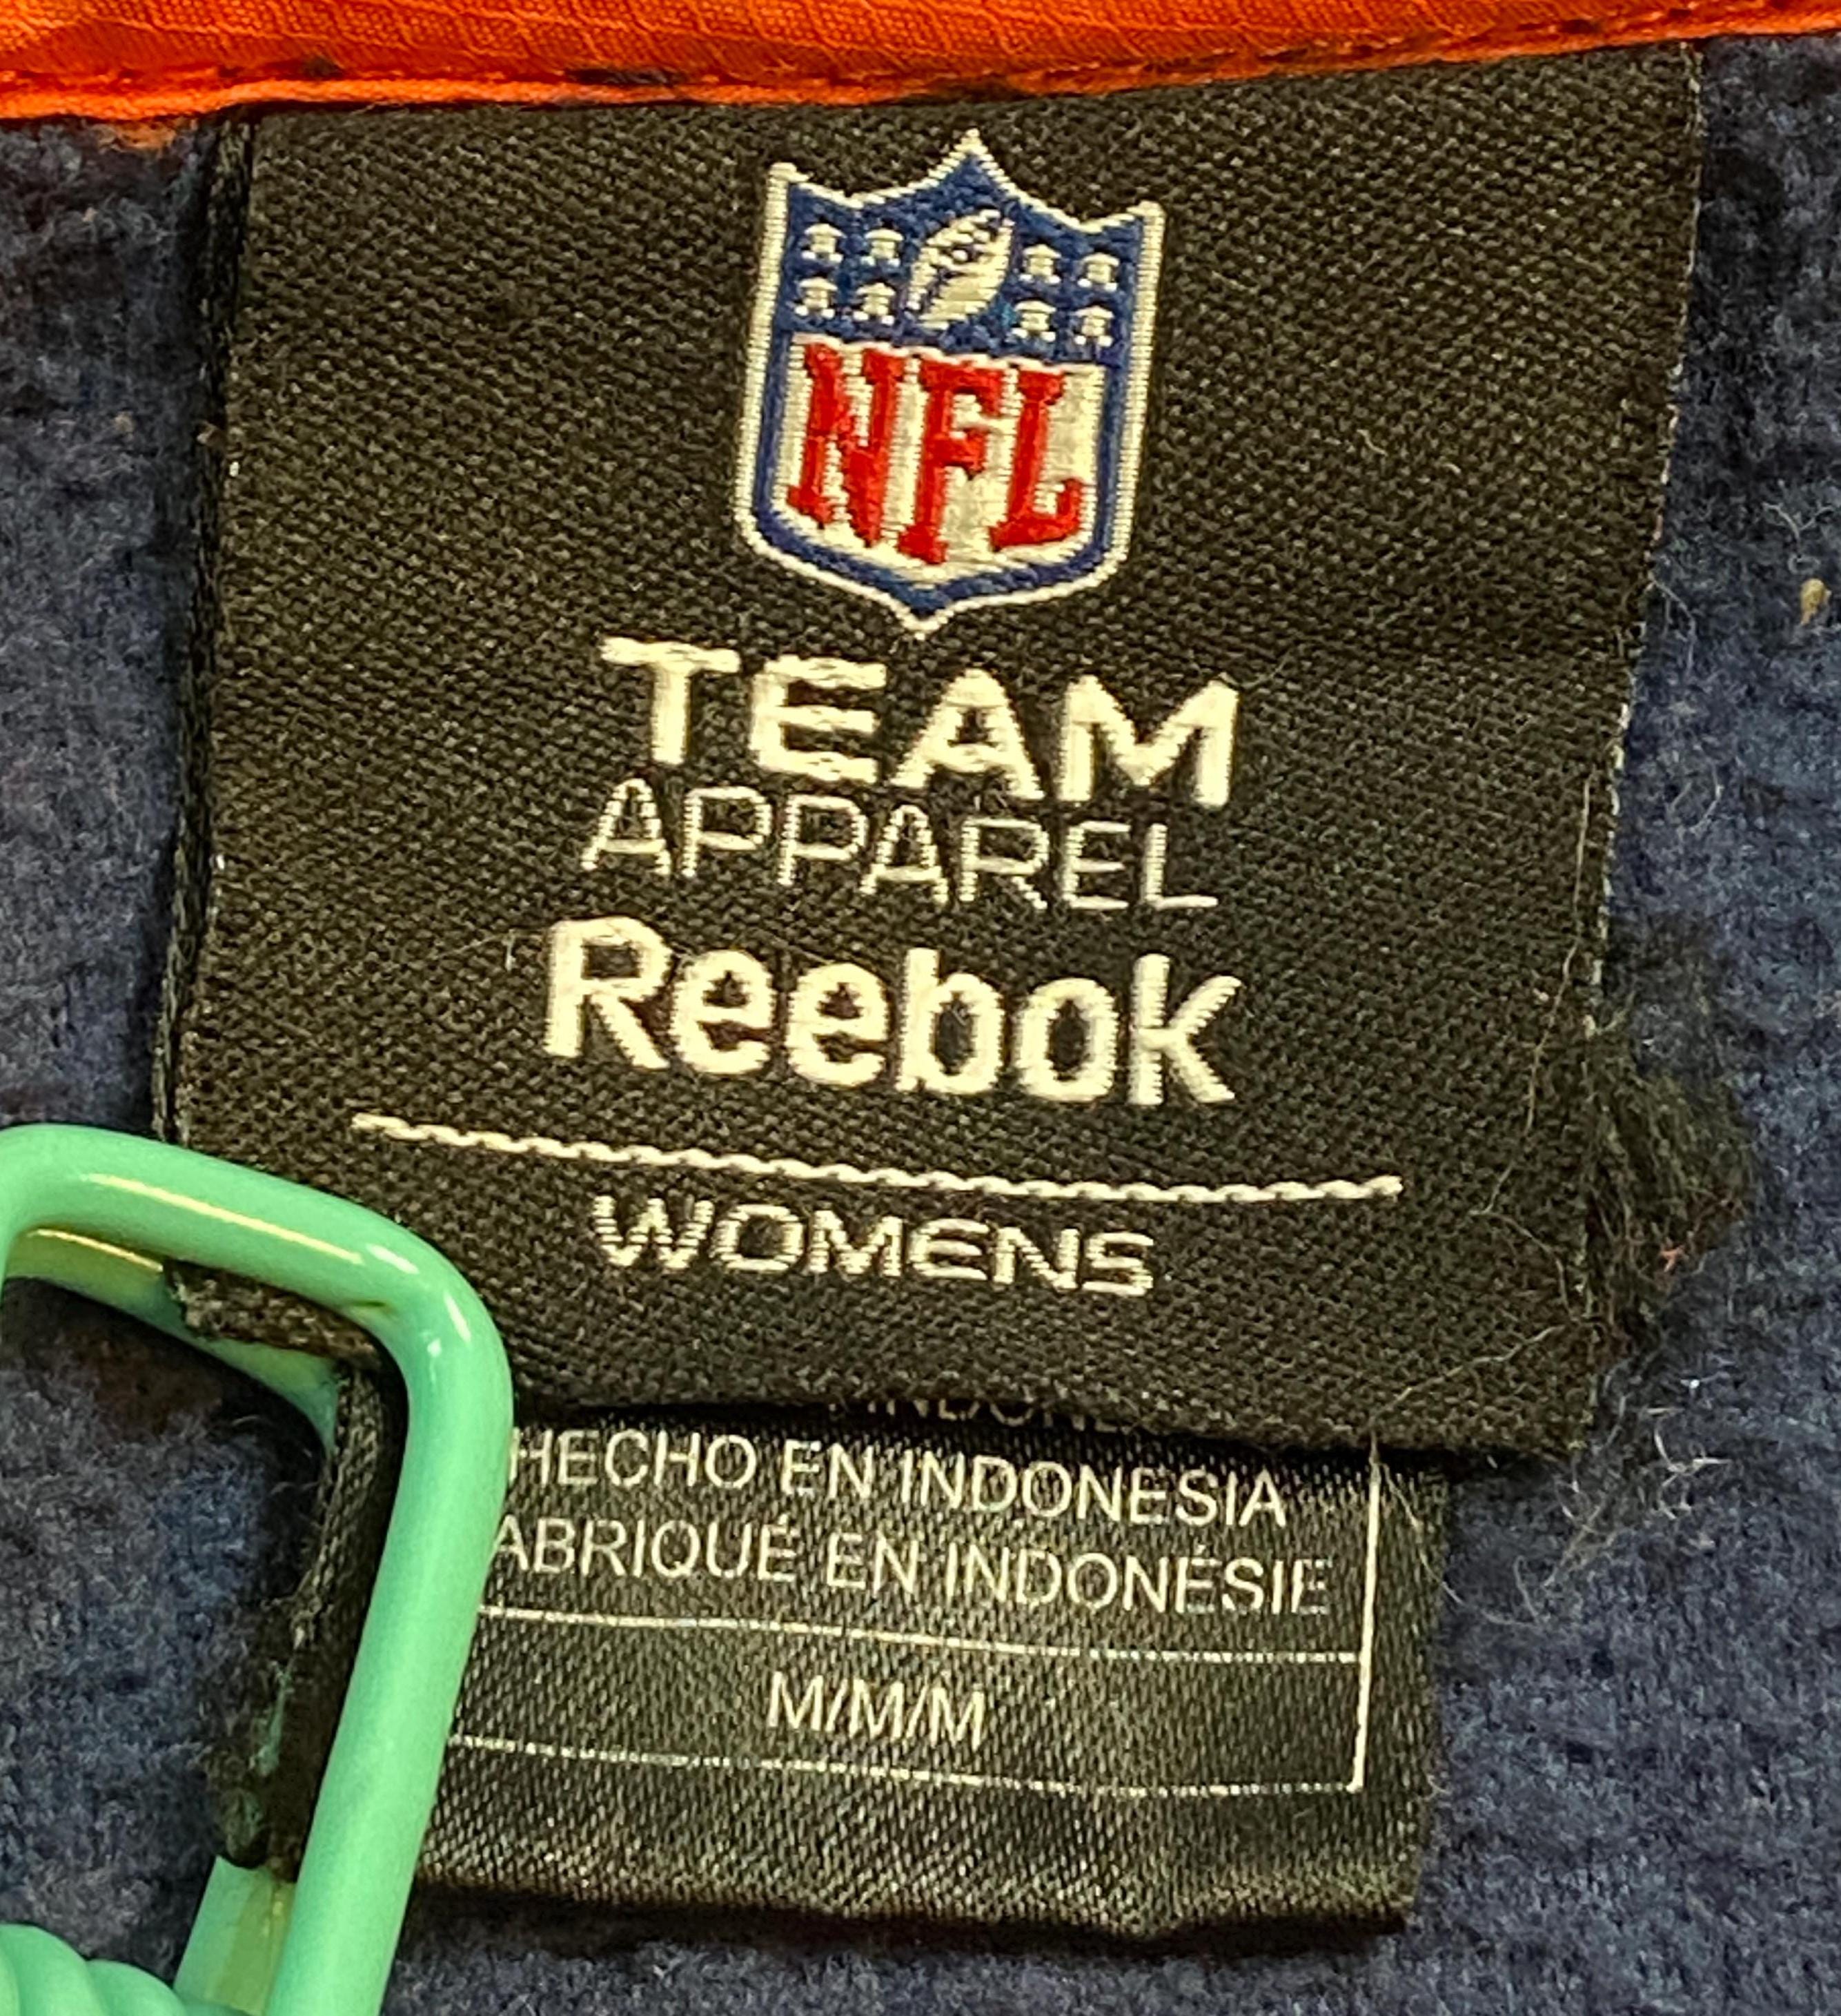 NFL
TEAM
APPAREL
Reebok
WOMENS
HECHO EN INDONESIA
ABRIQUÉ EN INDONÉSIE
M/M/M